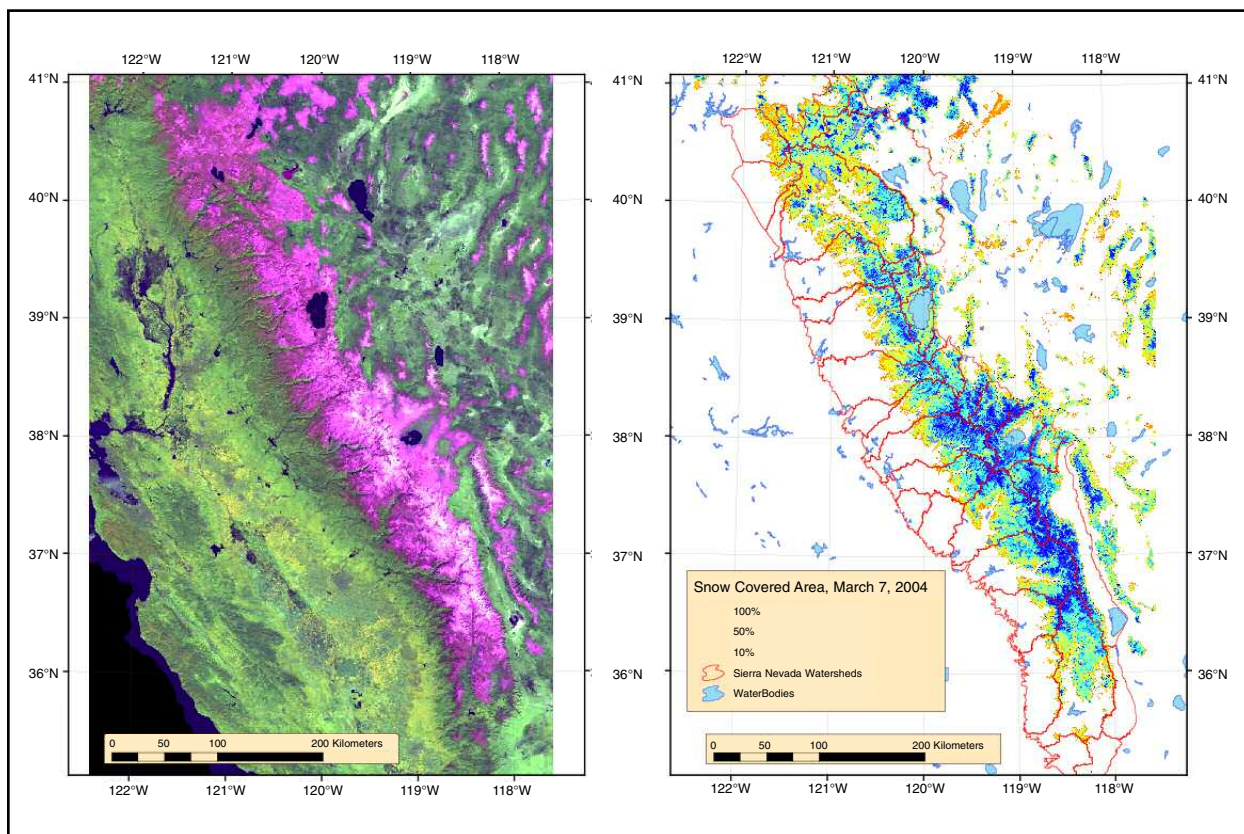 122°W 121°W 120°W 119°W 118°W
41°N
40°N
39°N
38°N
37°N
36°N
0 50 100 200 Kilometers
122°W 121°W 120°W 119°W 118°W
122°W 121°W 120°W 119°W 118°W
41°N 41°N
40°N 40°N
39°N 39°N
38°N 38°N
37°N 37°N
36°N 36°N
Snow Covered Area, March 7, 2004
100%
50%
10%
Sierra Nevada Watersheds
WaterBodies
0 50 100 200 Kilometers
122°W 121°W 120°W 119°W 118°W